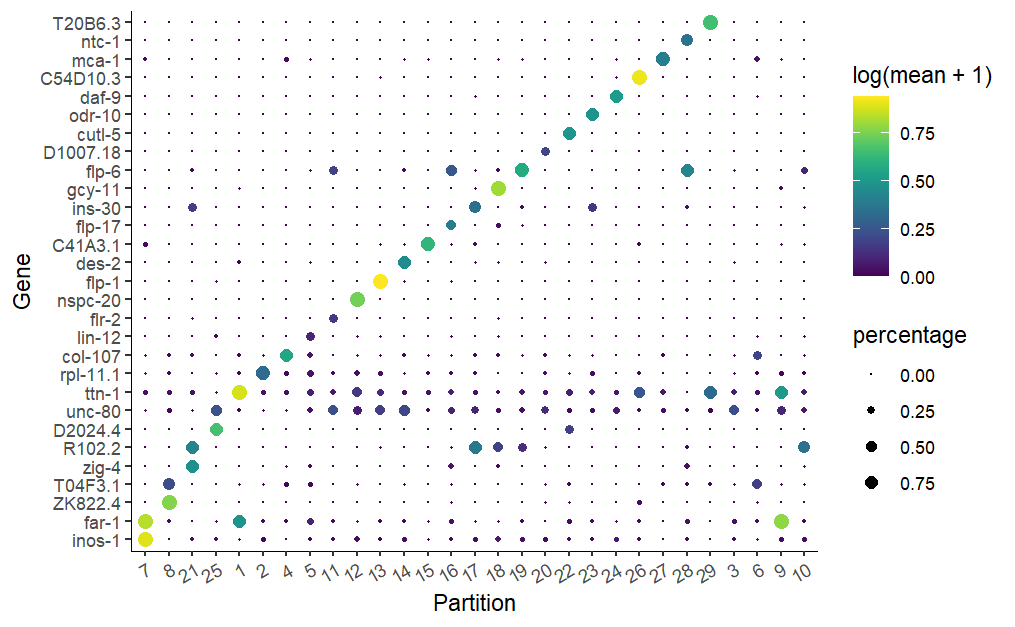 T20B6.3
ntc-1
mca-1
C54D10.3
daf-9
odr-10
cutl-5
D1007.18
flp-6
gcy-11
ins-30
flp-17
C41A3.1
des-2
flp-1
nspc-20
flr-2
lin-12
col-107
rpl-11.1
ttn-1
unc-80
D2024.4
R102.2
zig-4
T04F3.1
ZK822.4
far-1
inos-1
Gene
7 8 21 25 1 2 4 5 11 12 13 14 15 16 17 18 19 20 22 23 24 26 27 28 29 3 6 9 10
Partition
log(mean + 1)
0.75
0.50
0.25
0.00
percentage
0.00
0.25
0.50
0.75